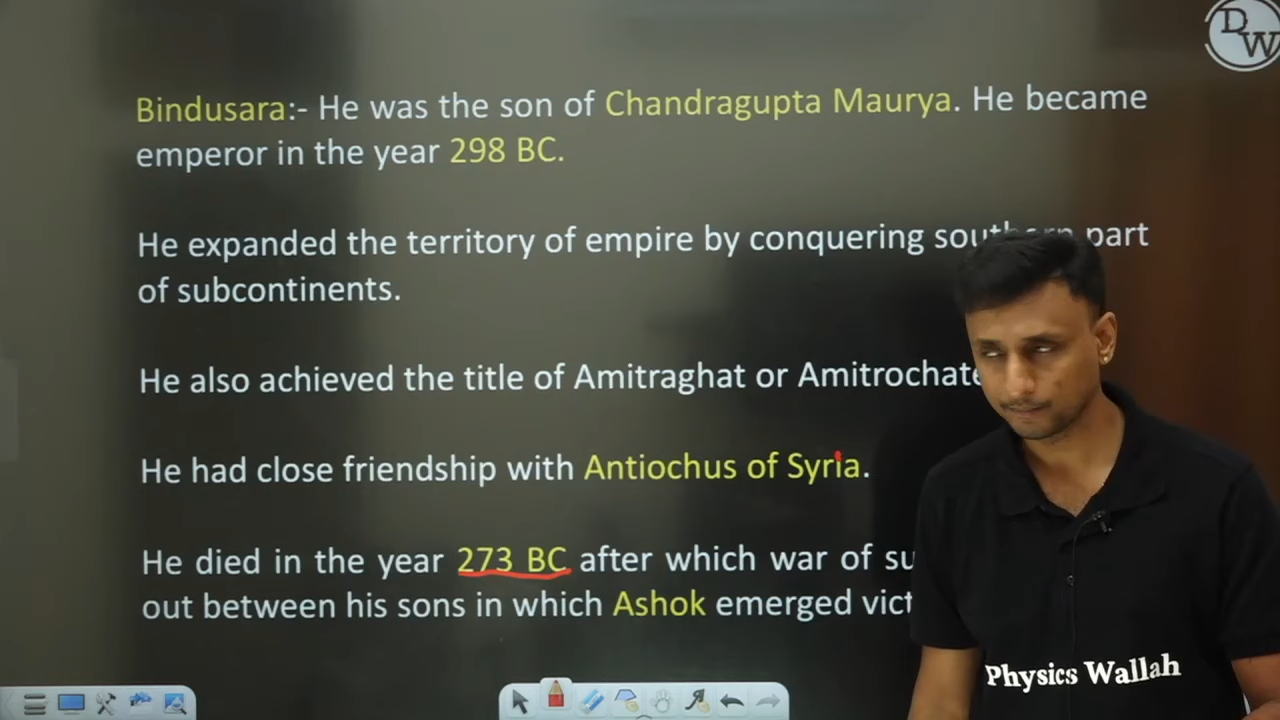 DW
Bindusara:- He was the son of Chandragupta Maurya. He became
emperor in the year 298 BC.
He expanded the territory of empire by conquering southern part
of subcontinents.
He also achieved the title of Amitraghat or Amitrochate
He had close friendship with Antiochus of Syria.
He died in the year 273 BC after which war of su
out between his sons in which Ashok emerged vict
Physics Wallah